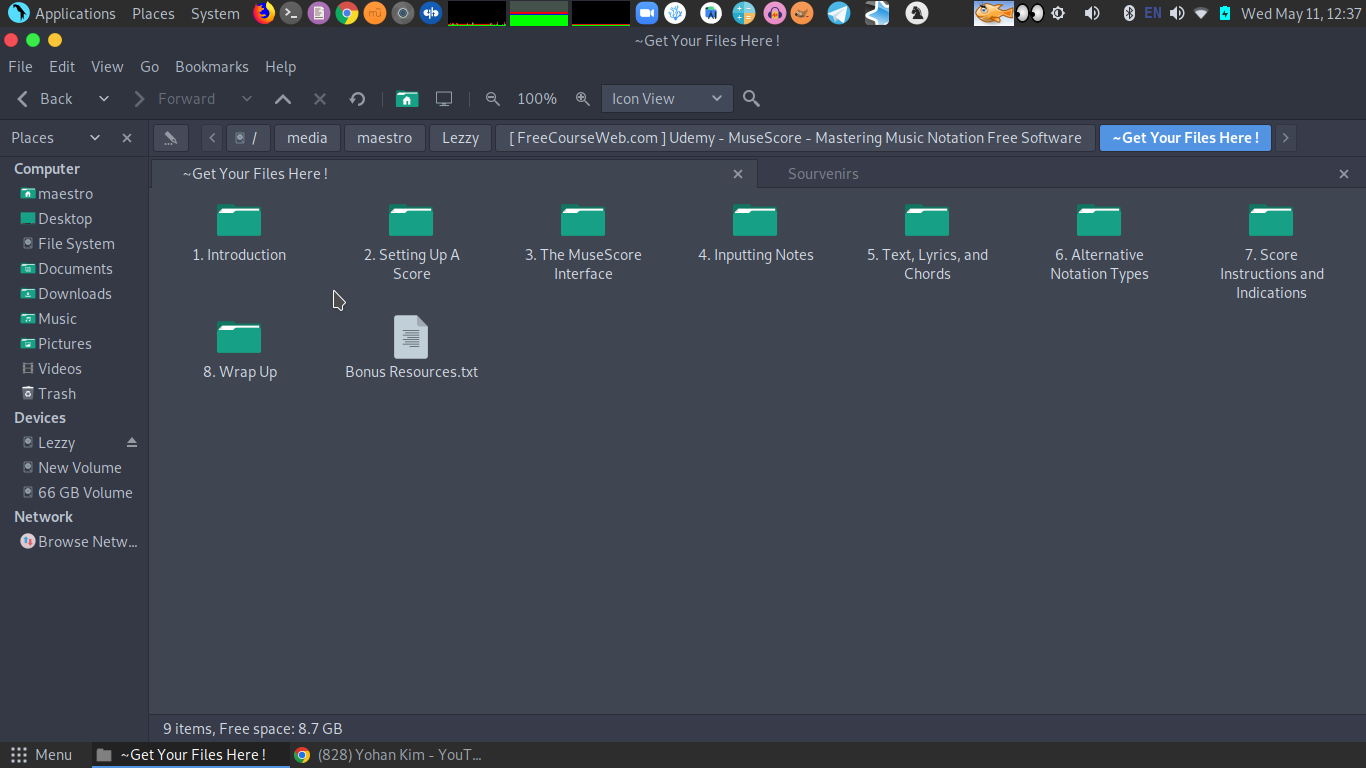 Applications Places System EN Wed May 11, 12:37
~Get Your Files Here !
File Edit View Go Bookmarks Help
Back Forward 100% Icon View
Places / media maestro Lezzy [ FreeCourseWeb.com ] Udemy - MuseScore - Mastering Music Notation Free Software ~Get Your Files Here !
~Get Your Files Here ! Sourvenirs
Computer
maestro
Desktop
File System
Documents
Downloads
Music
Pictures
Videos
Trash
Devices
Lezzy
New Volume
66 GB Volume
Network
Browse Netw...
1. Introduction
2. Setting Up A
Score
3. The MuseScore
Interface
4. Inputting Notes
5. Text, Lyrics, and
Chords
6. Alternative
Notation Types
7. Score
Instructions and
Indications
8. Wrap Up
Bonus Resources.txt
9 items, Free space: 8.7 GB
Menu ~Get Your Files Here ! (828) Yohan Kim - YouT...